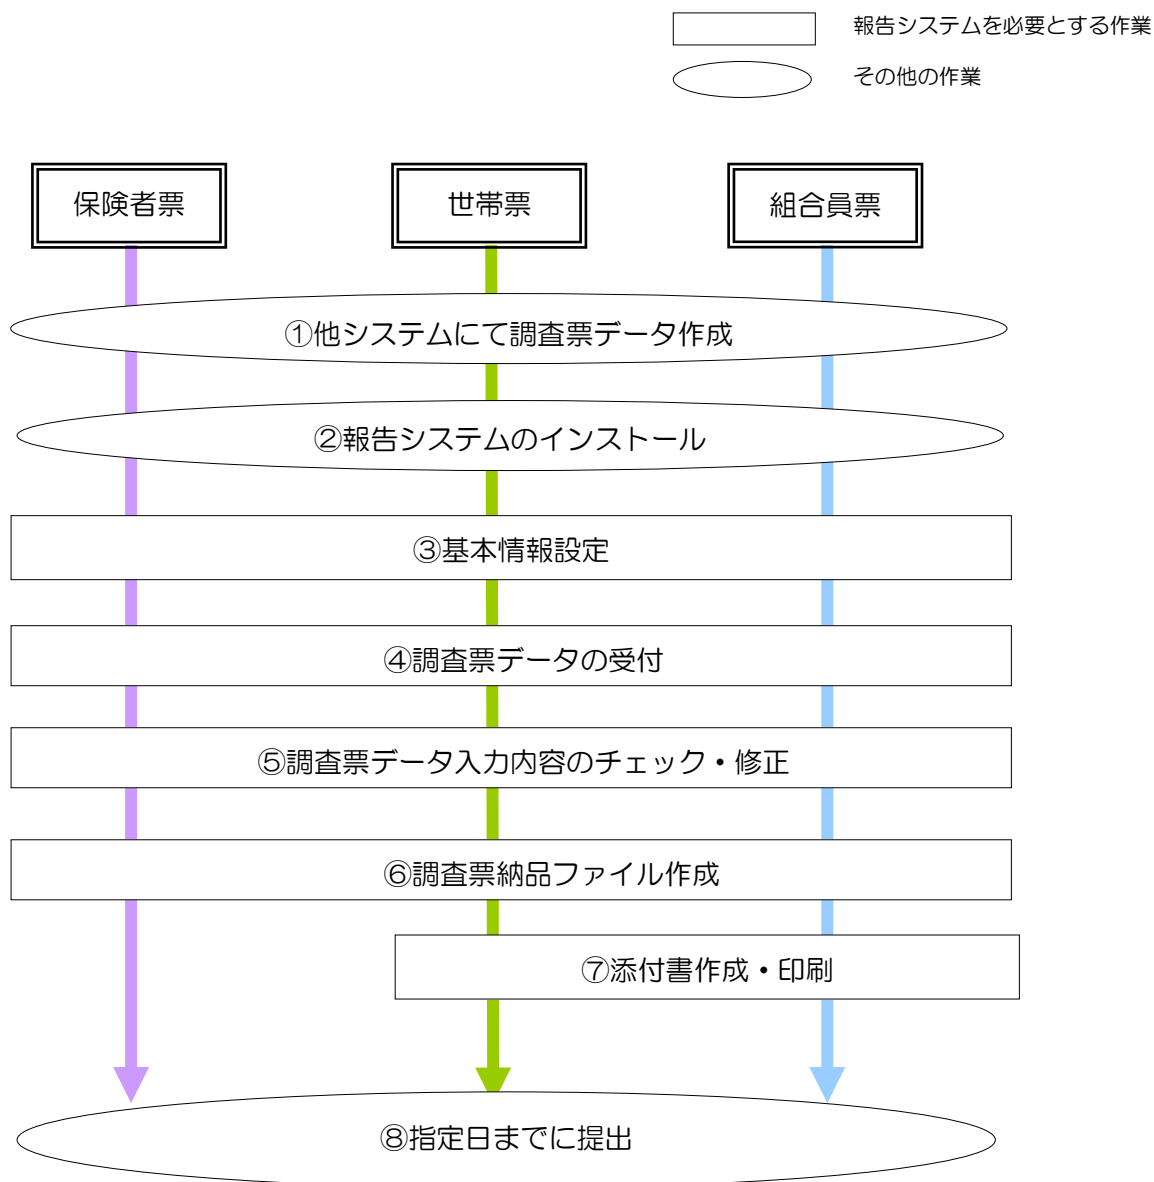 報告システムを必要とする作業
その他の作業
保険者票
世帯票
組合員票
①他システムにて調査票データ作成
②報告システムのインストール
③基本情報設定
④調査票データの受付
⑤調査票データ入力内容のチェック・修正
⑥調査票納品ファイル作成
⑦添付書作成・印刷
⑧指定日までに提出